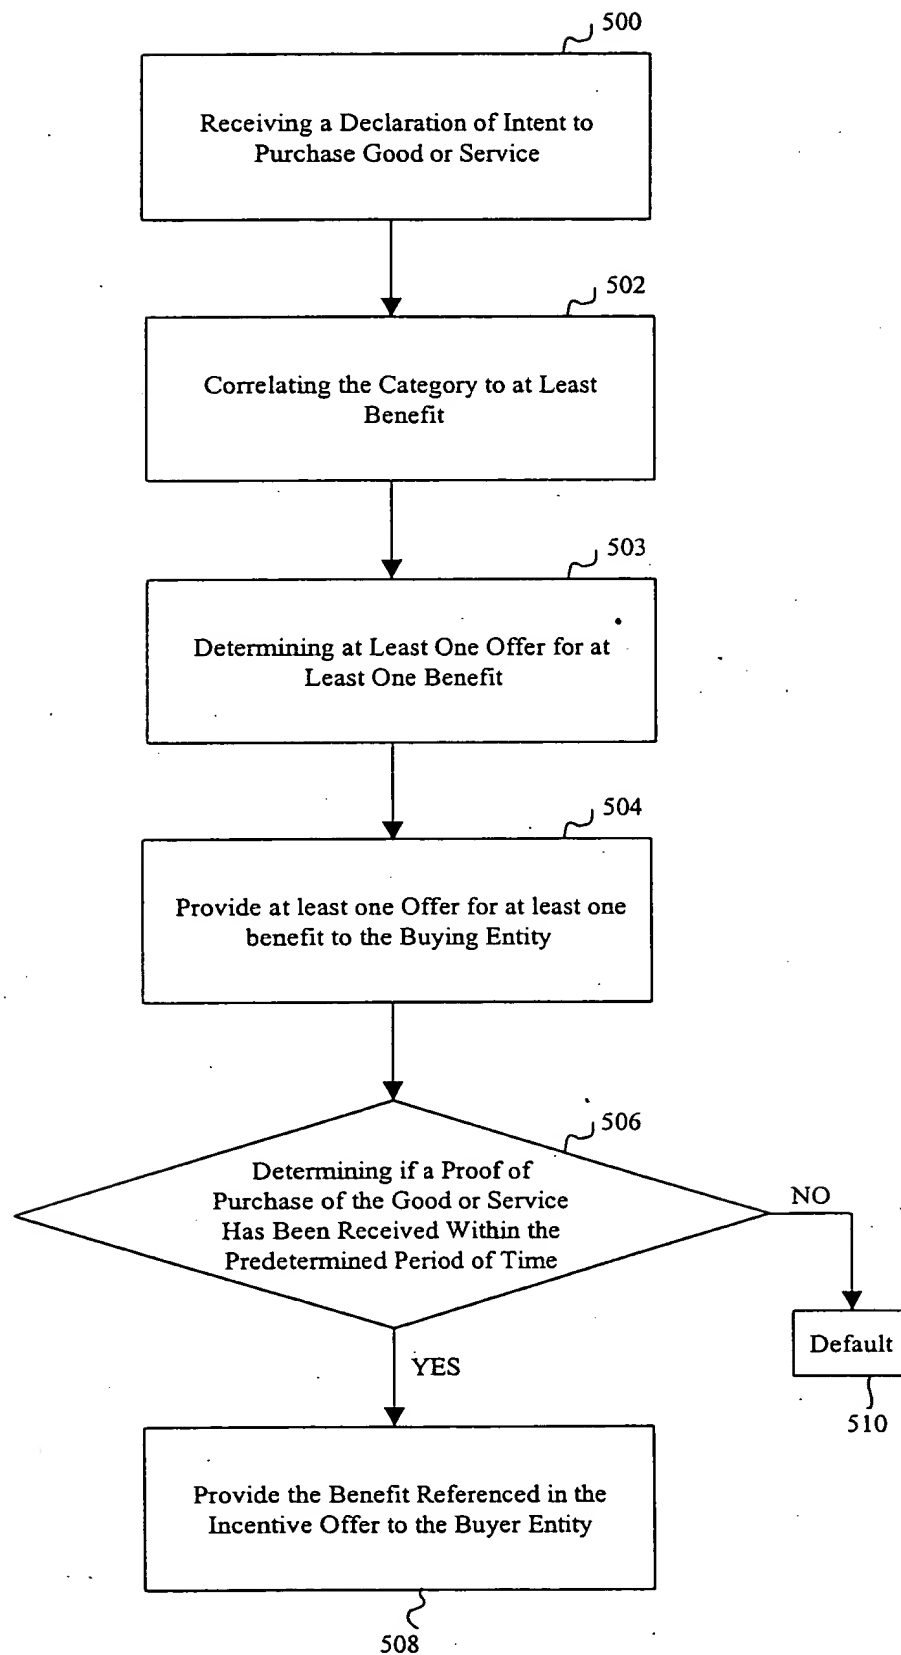 500
Receiving a Declaration of Intent to
Purchase Good or Service
502
Correlating the Category to at Least
Benefit
503
Determining at Least One Offer for at
Least One Benefit
504
Provide at least one Offer for at least one
benefit to the Buying Entity
506
Determining if a Proof of
Purchase of the Good or Service
Has Been Received Within the
Predetermined Period of Time
NO
Default
510
YES
Provide the Benefit Referenced in the
Incentive Offer to the Buyer Entity
508